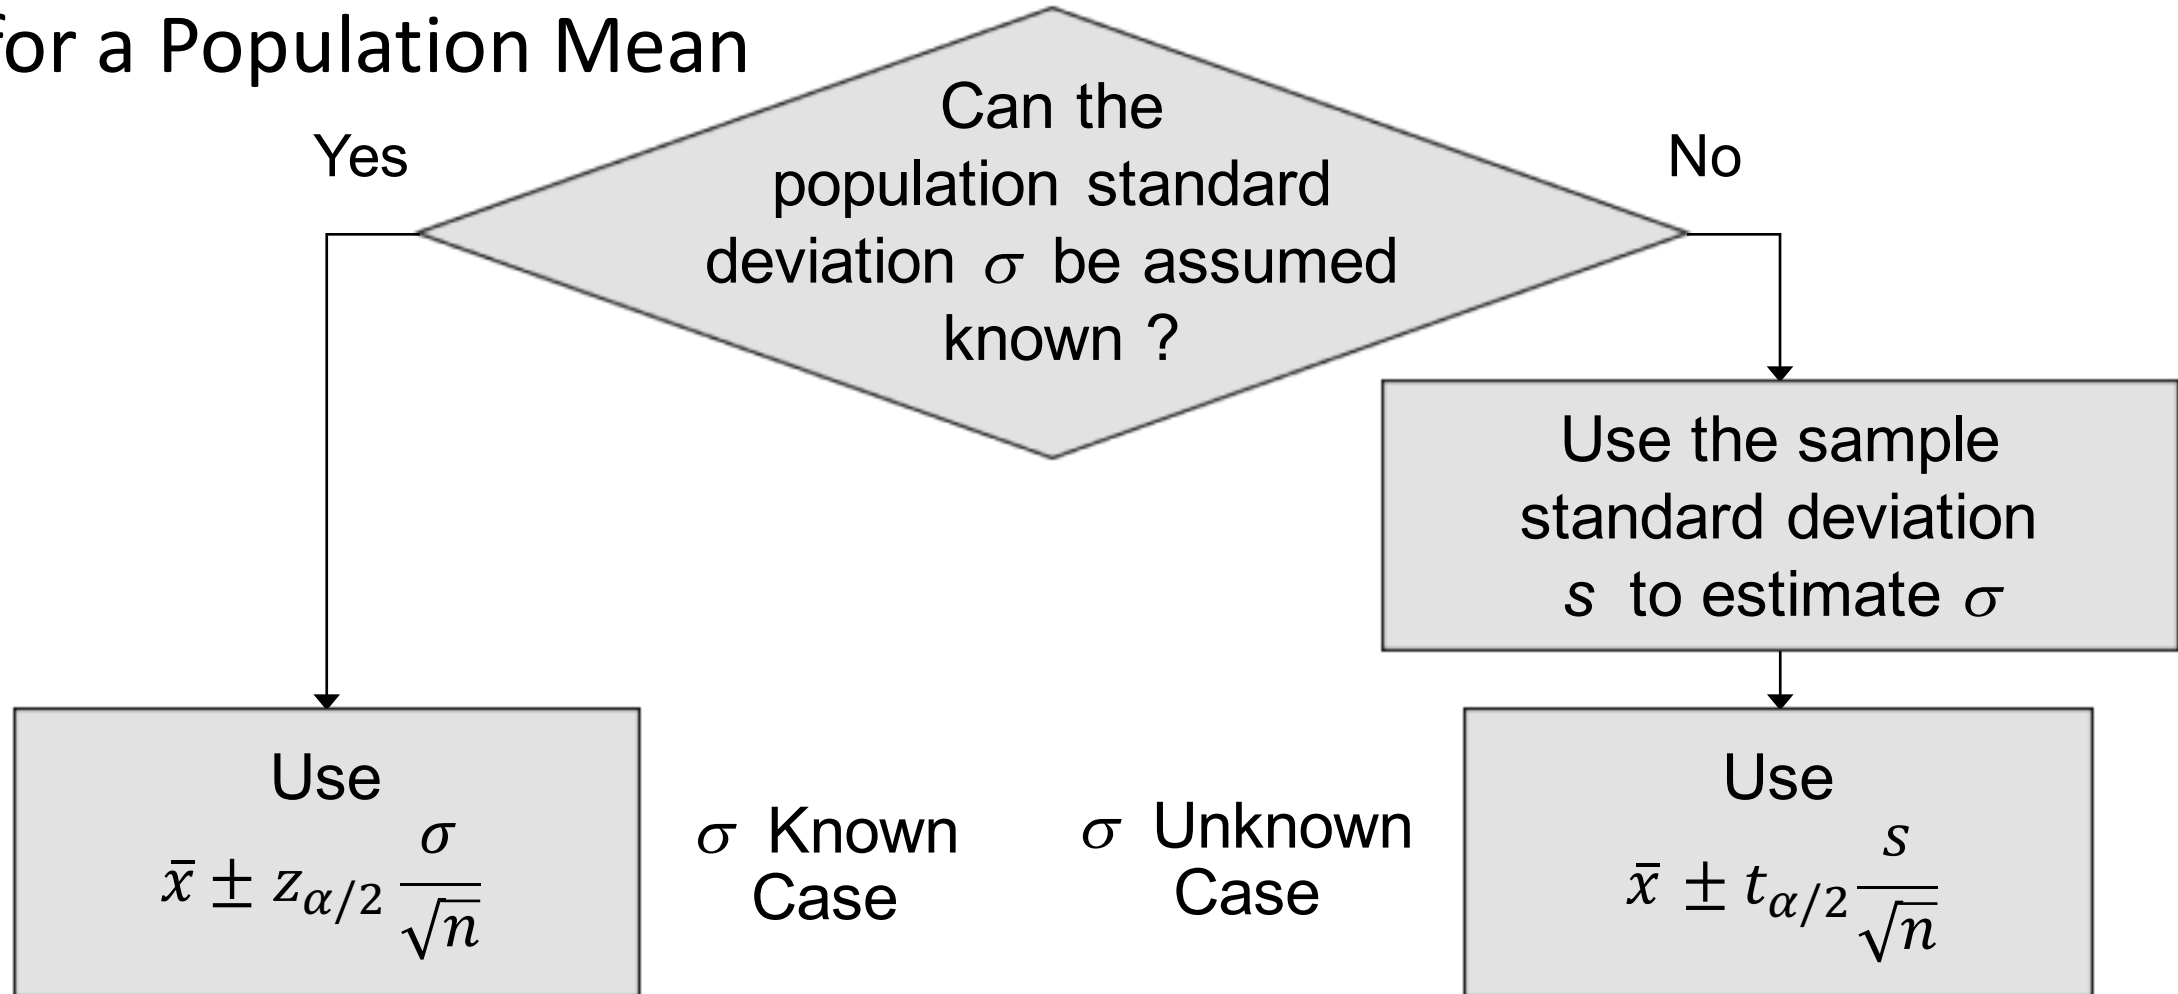 for a Population Mean
Can the
population standard
deviation σ be assumed
known ?
Yes
No
Use the sample
standard deviation
s to estimate σ
Use
x̄ ± z_{α/2} σ/√n
σ Known
Case
σ Unknown
Case
Use
x̄ ± t_{α/2} s/√n